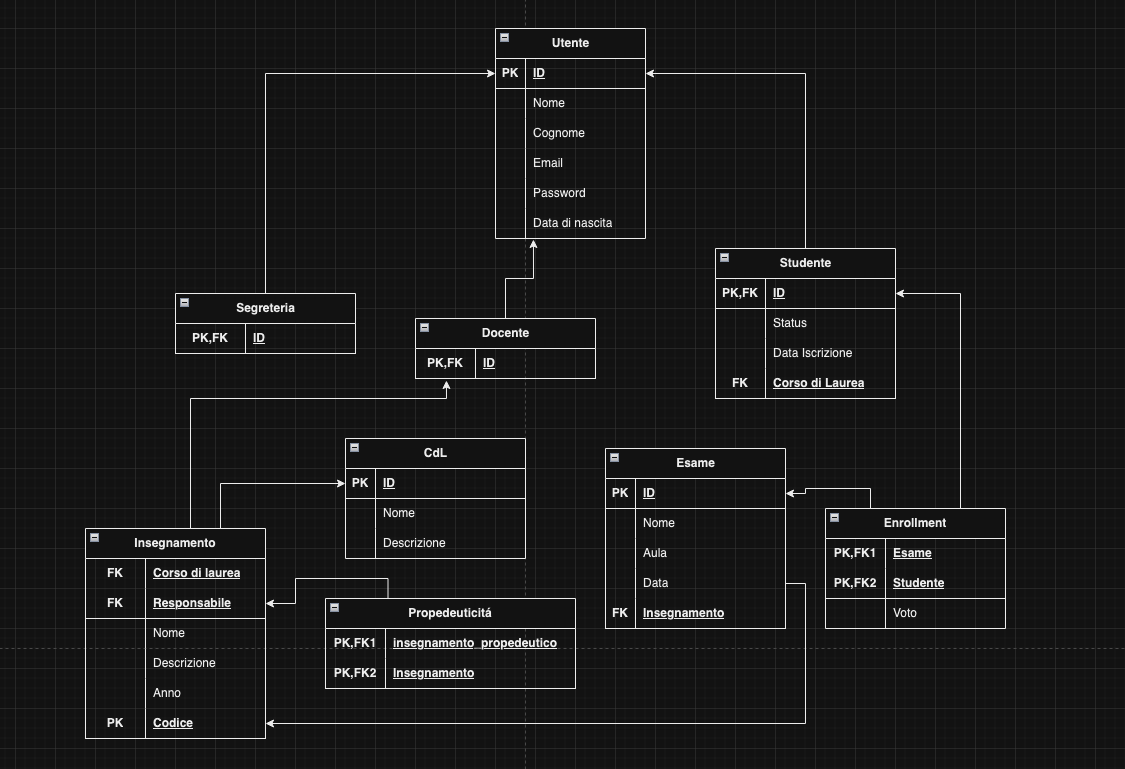 Utente
PK ID
Nome
Cognome
Email
Password
Data di nascita
Studente
PK,FK ID
Status
Data Iscrizione
FK Corso di Laurea
Segreteria
PK,FK ID
Docente
PK,FK ID
CdL
PK ID
Nome
Descrizione
Esame
PK ID
Nome
Aula
Data
FK Insegnamento
Enrollment
PK,FK1 Esame
PK,FK2 Studente
Voto
Insegnamento
FK Corso di laurea
FK Responsabile
Nome
Descrizione
Anno
PK Codice
Propedeuticitá
PK,FK1 insegnamento_propedeutico
PK,FK2 Insegnamento